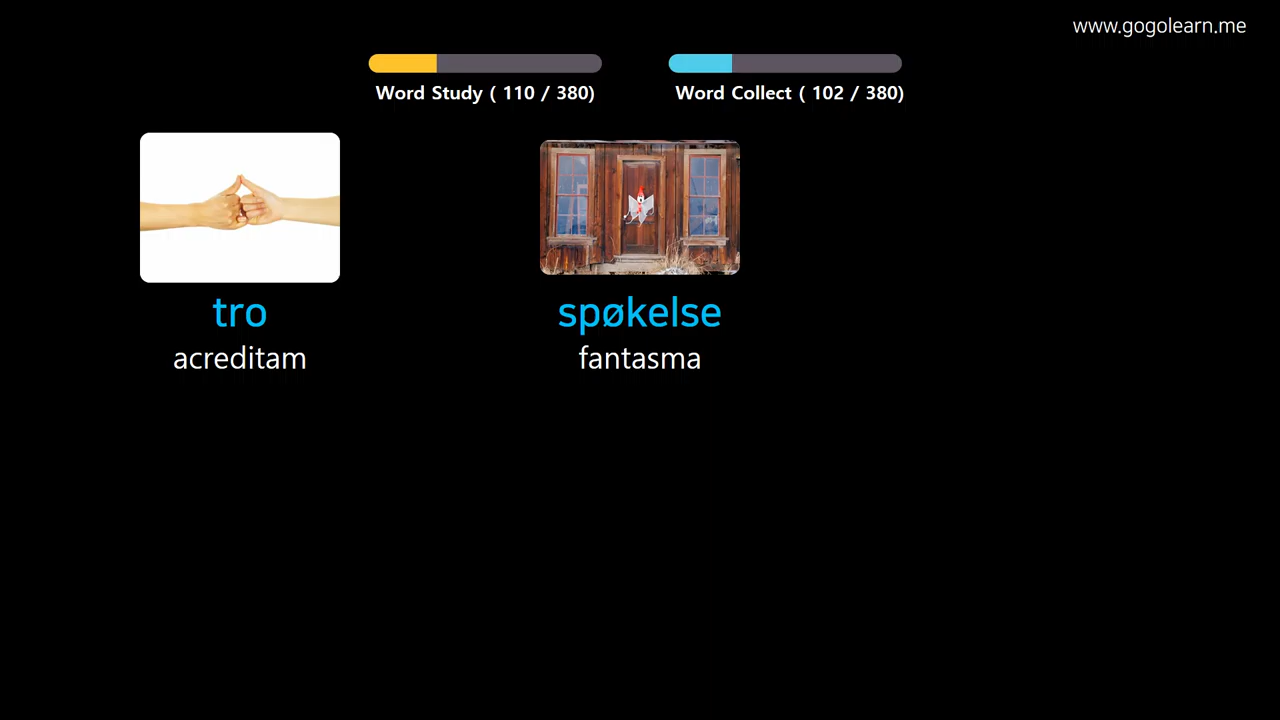 www.gogolearn.me
Word Study ( 110 / 380)
Word Collect ( 102 / 380)
tro
acreditam
spøkelse
fantasma